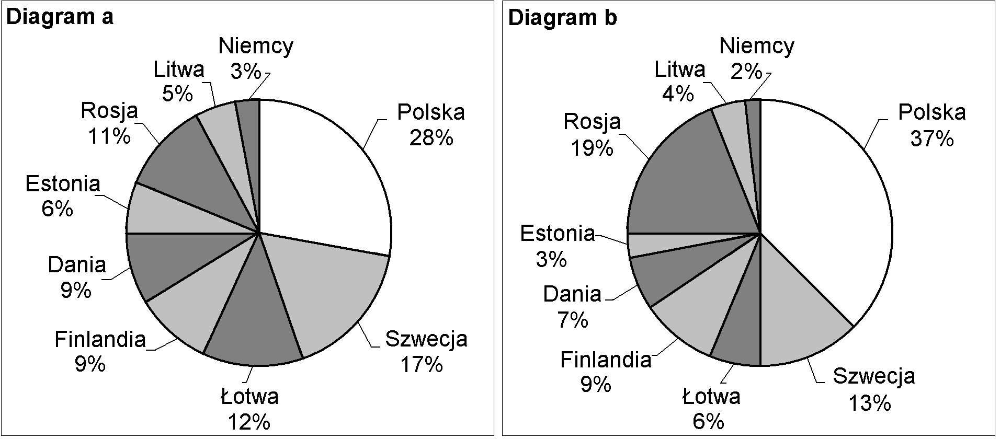 Diagram a
Niemcy
3%
Litwa
5%
Rosja
11%
Polska
28%
Estonia
6%
Dania
9%
Finlandia
9%
Szwecja
17%
Łotwa
12%
Diagram b
Niemcy
2%
Litwa
4%
Rosja
19%
Polska
37%
Estonia
3%
Dania
7%
Finlandia
9%
Szwecja
13%
Łotwa
6%